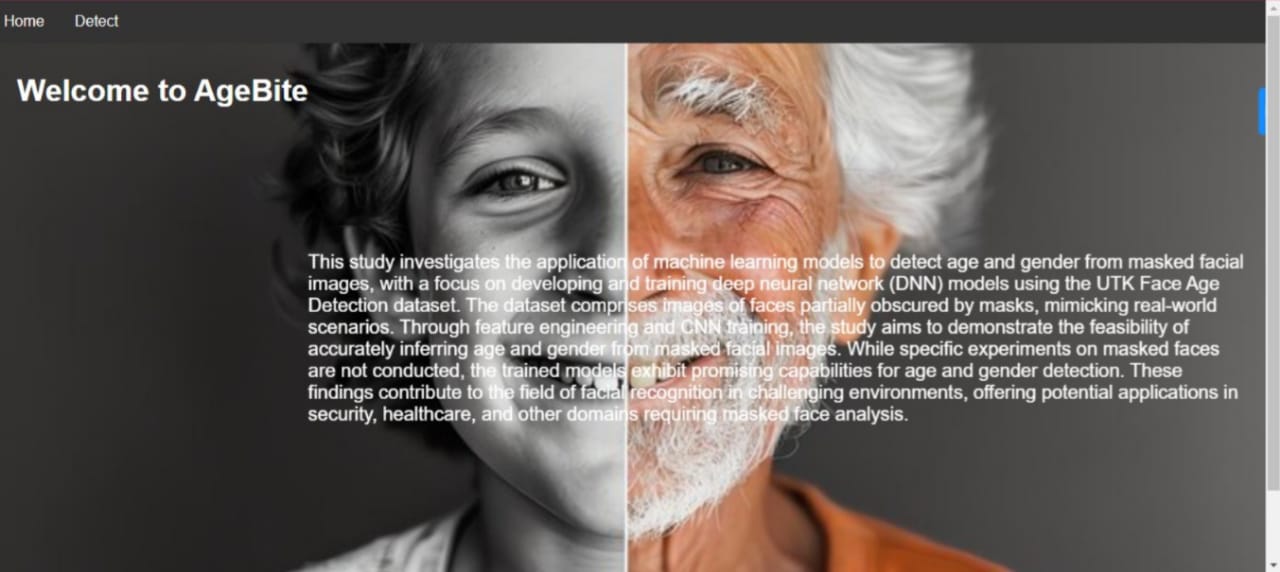 Home Detect
Welcome to AgeBite
This study investigates the application of machine learning models to detect age and gender from masked facial
images, with a focus on developing and training deep neural network (DNN) models using the UTK Face Age
Detection dataset. The dataset comprises images of faces partially obscured by masks, mimicking real-world
scenarios. Through feature engineering and CNN training, the study aims to demonstrate the feasibility of
accurately inferring age and gender from masked facial images. While specific experiments on masked faces
are not conducted, the trained models exhibit promising capabilities for age and gender detection. These
findings contribute to the field of facial recognition in challenging environments, offering potential applications in
security, healthcare, and other domains requiring masked face analysis.